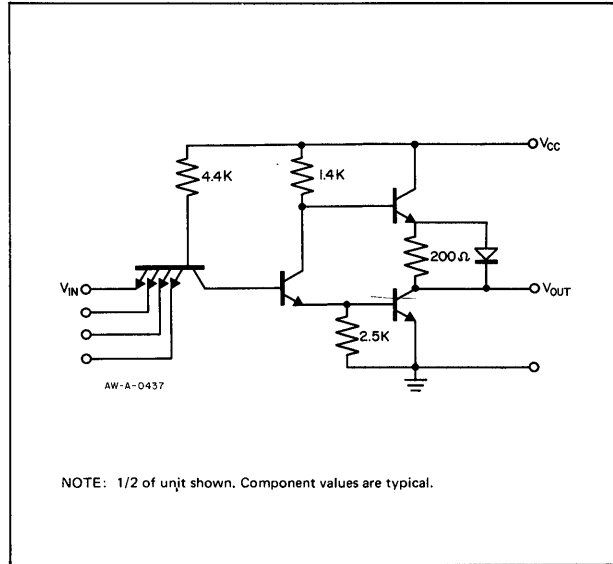 VCC
4.4K
1.4K
200Ω
VIN
VOUT
2.5K
AW-A-0437
NOTE: 1/2 of unit shown. Component values are typical.